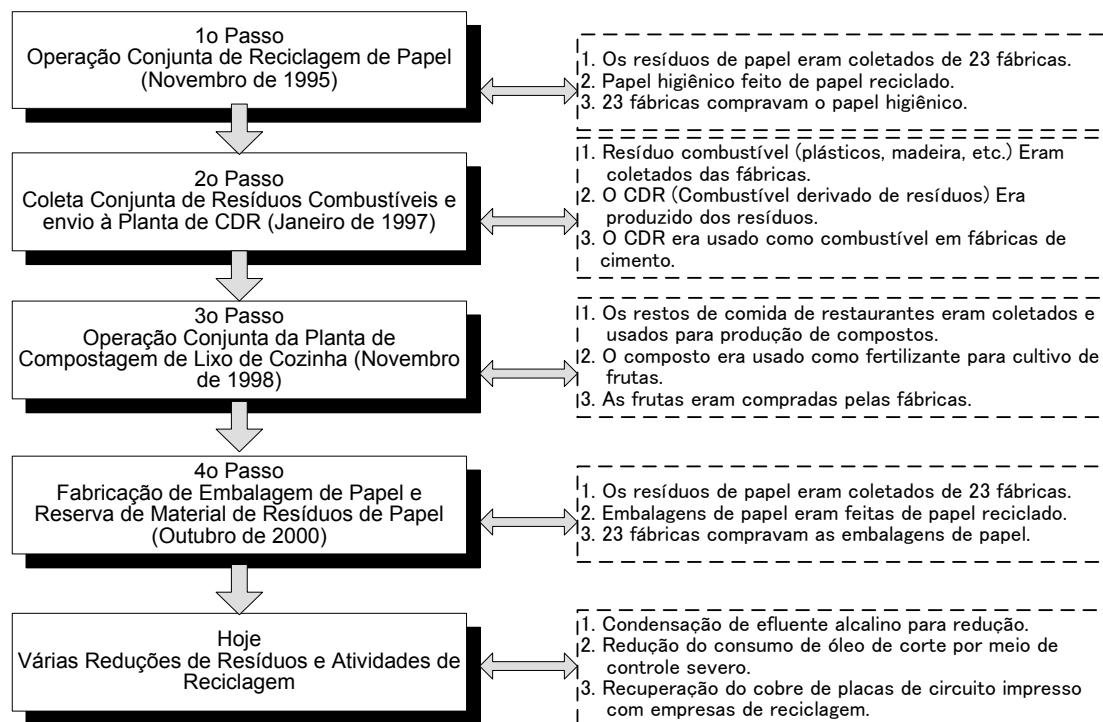 1o Passo
Operação Conjunta de Reciclagem de Papel
(Novembro de 1995)
1. Os resíduos de papel eram coletados de 23 fábricas.
2. Papel higiênico feito de papel reciclado.
3. 23 fábricas compravam o papel higiênico.
2o Passo
Coleta Conjunta de Resíduos Combustíveis e
envio à Planta de CDR (Janeiro de 1997)
1. Resíduo combustível (plásticos, madeira, etc.) Eram
coletados das fábricas.
2. O CDR (Combustível derivado de resíduos) Era
produzido dos resíduos.
3. O CDR era usado como combustível em fábricas de
cimento.
3o Passo
Operação Conjunta da Planta de
Compostagem de Lixo de Cozinha (Novembro
de 1998)
1. Os restos de comida de restaurantes eram coletados e
usados para produção de compostos.
2. O composto era usado como fertilizante para cultivo de
frutas.
3. As frutas eram compradas pelas fábricas.
4o Passo
Fabricação de Embalagem de Papel e
Reserva de Material de Resíduos de Papel
(Outubro de 2000)
1. Os resíduos de papel eram coletados de 23 fábricas.
2. Embalagens de papel eram feitas de papel reciclado.
3. 23 fábricas compravam as embalagens de papel.
Hoje
Várias Reduções de Resíduos e Atividades de
Reciclagem
1. Condensação de efluente alcalino para redução.
2. Redução do consumo de óleo de corte por meio de
controle severo.
3. Recuperação do cobre de placas de circuito impresso
com empresas de reciclagem.